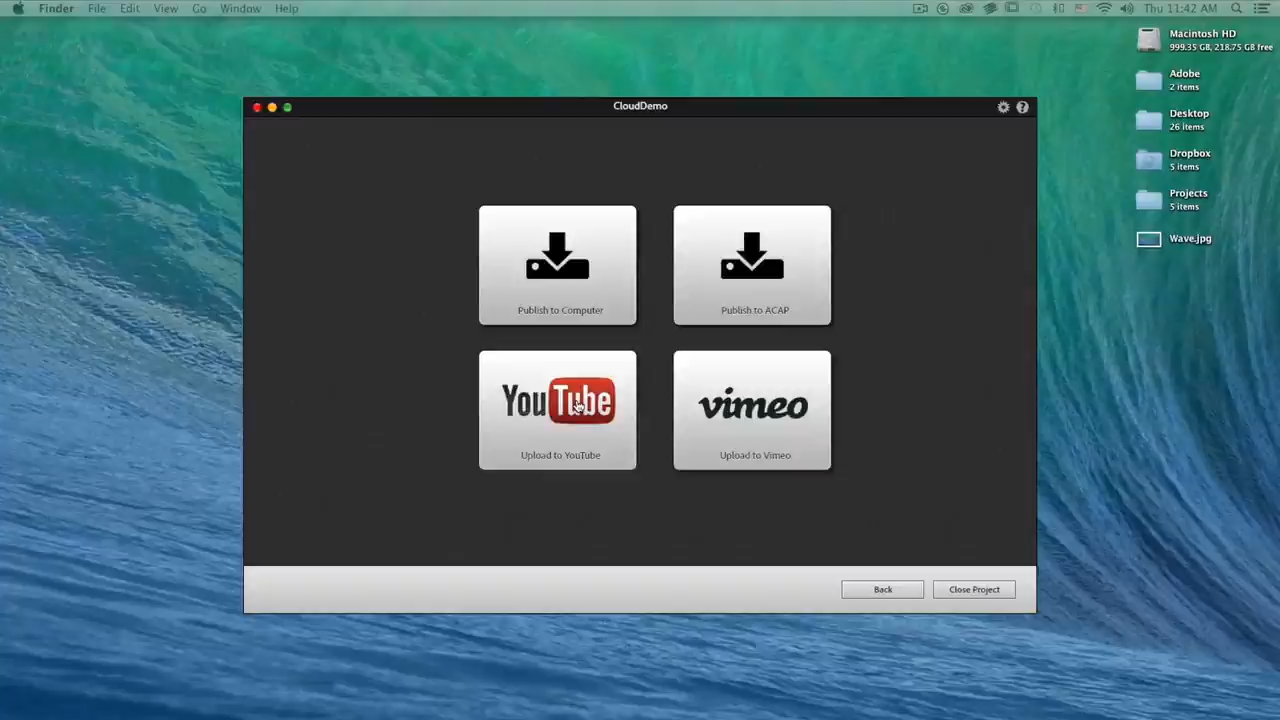 Finder File Edit View Go Window Help
Thu 11:42 AM
Macintosh HD
999.35 GB, 218.75 GB free
Adobe
2 items
Desktop
26 items
Dropbox
5 items
Projects
5 items
Wave.jpg
CloudDemo
Publish to Computer
Publish to ACAP
YouTube
vimeo
Upload to YouTube
Upload to Vimeo
Back
Close Project